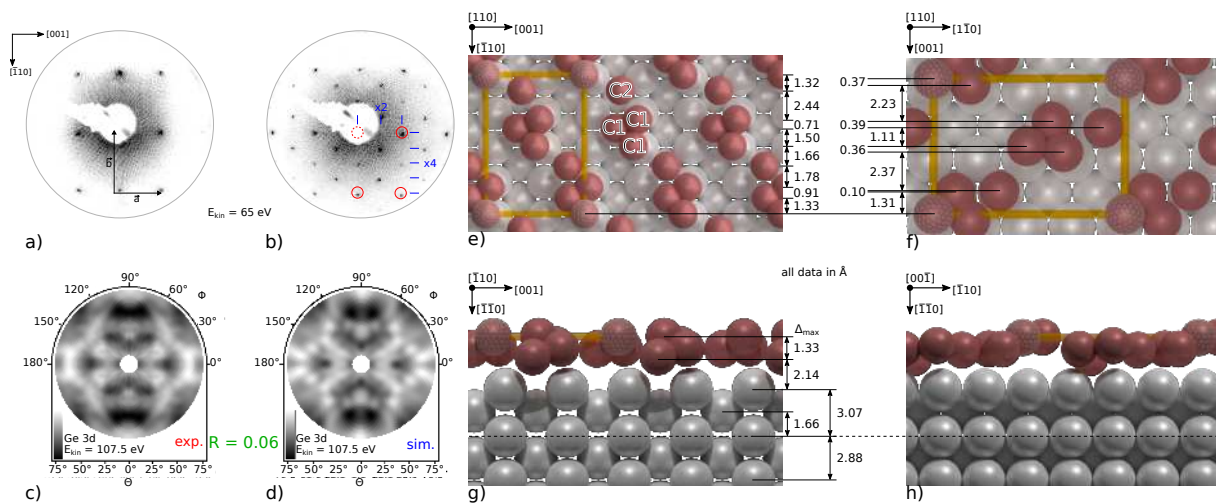 [001]
[1̅10]
b⃗
a⃗
E kin = 65 eV
a)
x2
x4
b)
90°
120°
60°
Φ
150°
30°
180°
0°
Ge 3d
E kin = 107.5 eV
exp.
75° 50° 25° 0° 25° 50° 75°
Θ
c)
R = 0.06
90°
120°
60°
Φ
150°
30°
180°
0°
Ge 3d
E kin = 107.5 eV
sim.
75° 50° 25° 0° 25° 50° 75°
Θ
d)
[110]
[001]
[1̅10]
C2
C1
C1
C1
1.32
2.44
0.71
1.50
1.66
1.78
0.91
1.33
e)
[110]
[11̅0]
[001]
0.37
2.23
0.39
1.11
0.36
2.37
0.10
1.31
f)
all data in Å
[1̅10]
[001]
[1̅1̅0]
Δmax
1.33
2.14
3.07
1.66
2.88
g)
[001̅]
[1̅10]
[1̅1̅0]
h)